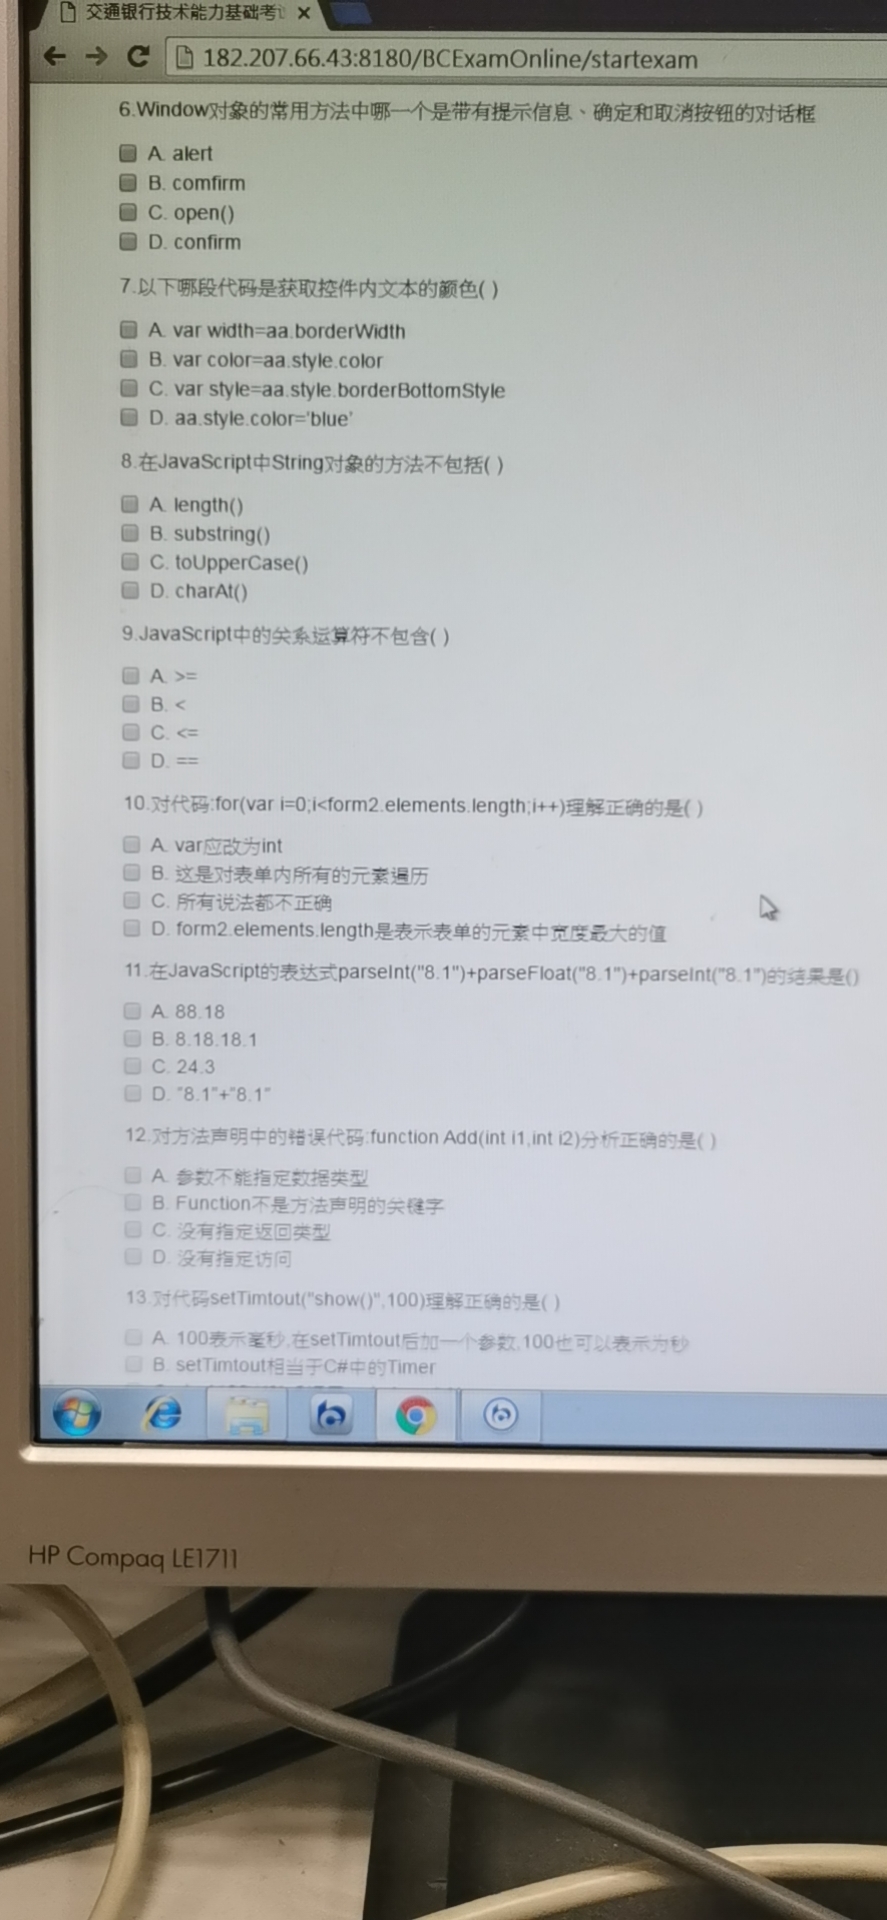 交通银行技术能力基础考
182.207.66.43:8180/BCExamOnline/startexam
6.Window对象的常用方法中哪一个是带有提示信息、确定和取消按钮的对话框
A. alert
B. comfirm
C. open()
D. confirm
7.以下哪段代码是获取控件内文本的颜色( )
A. var width=aa.borderWidth
B. var color=aa.style.color
C. var style=aa.style.borderBottomStyle
D. aa.style.color='blue'
8.在JavaScript中String对象的方法不包括( )
A. length()
B. substring()
C. toUpperCase()
D. charAt()
9.JavaScript中的关系运算符不包含( )
A. >=
B. <
C. <=
D. ==
10.对代码:for(var i=0;i<form2.elements.length;i++)理解正确的是( )
A. var应改为int
B. 这是对表单内所有的元素遍历
C. 所有说法都不正确
D. form2.elements.length是表示表单的元素中宽度最大的值
11.在JavaScript的表达式parseInt("8.1")+parseFloat("8.1")+parseInt("8.1")的结果是()
A. 88.18
B. 8.18.18.1
C. 24.3
D. "8.1"+"8.1"
12.对方法声明中的错误代码:function Add(int i1,int i2)分析正确的是( )
A. 参数不能指定数据类型
B. Function不是方法声明的关键字
C. 没有指定返回类型
D. 没有指定访问
13.对代码setTimtout("show()",100)理解正确的是( )
A. 100表示毫秒,在setTimtout后加一个参数,100也可以表示为秒
B. setTimtout相当于C#中的Timer
HP Compaq LE1711